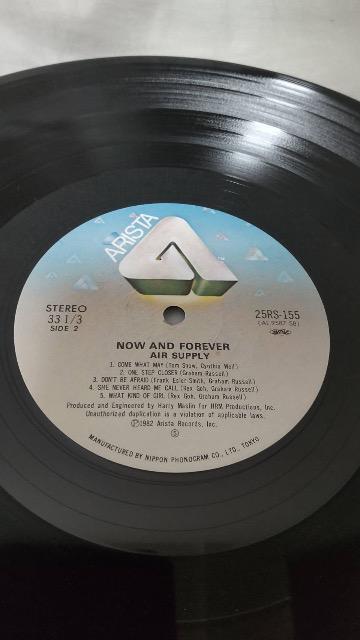 ARISTA
STEREO
33 1/3
SIDE 2
25RS-155
(AL 9587 SB)
NOW AND FOREVER
AIR SUPPLY
1. COME WHAT MAY (Tom Snow, Cynthia Weil)
2. ONE STEP CLOSER (Graham Russell)
3. DON'T BE AFRAID (Frank Esler-Smith, Graham Russell)
4. SHE NEVER HEARD ME CALL (Rex Goh, Graham Russell)
5. WHAT KIND OF GIRL (Rex Goh, Graham Russell)
Produced and Engineered by Harry Maslin for HRM, Productions, Inc.
Unauthorized duplication is a violation of applicable laws.
Ⓟ1982 Arista Records, Inc.
Ⓢ
MANUFACTURED BY NIPPON PHONOGRAM CO., LTD., TOKYO